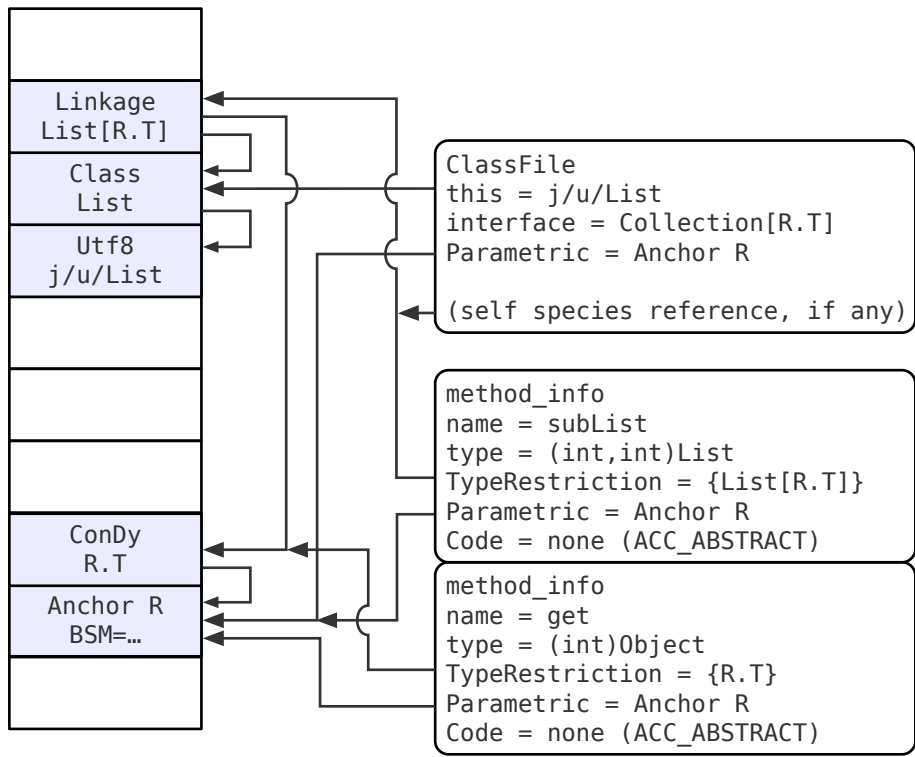 Linkage
List[R.T]
Class
List
Utf8
j/u/List
ConDy
R.T
Anchor R
BSM=…
ClassFile
this = j/u/List
interface = Collection[R.T]
Parametric = Anchor R
(self species reference, if any)
method_info
name = subList
type = (int,int)List
TypeRestriction = {List[R.T]}
Parametric = Anchor R
Code = none (ACC_ABSTRACT)
method_info
name = get
type = (int)Object
TypeRestriction = {R.T}
Parametric = Anchor R
Code = none (ACC_ABSTRACT)